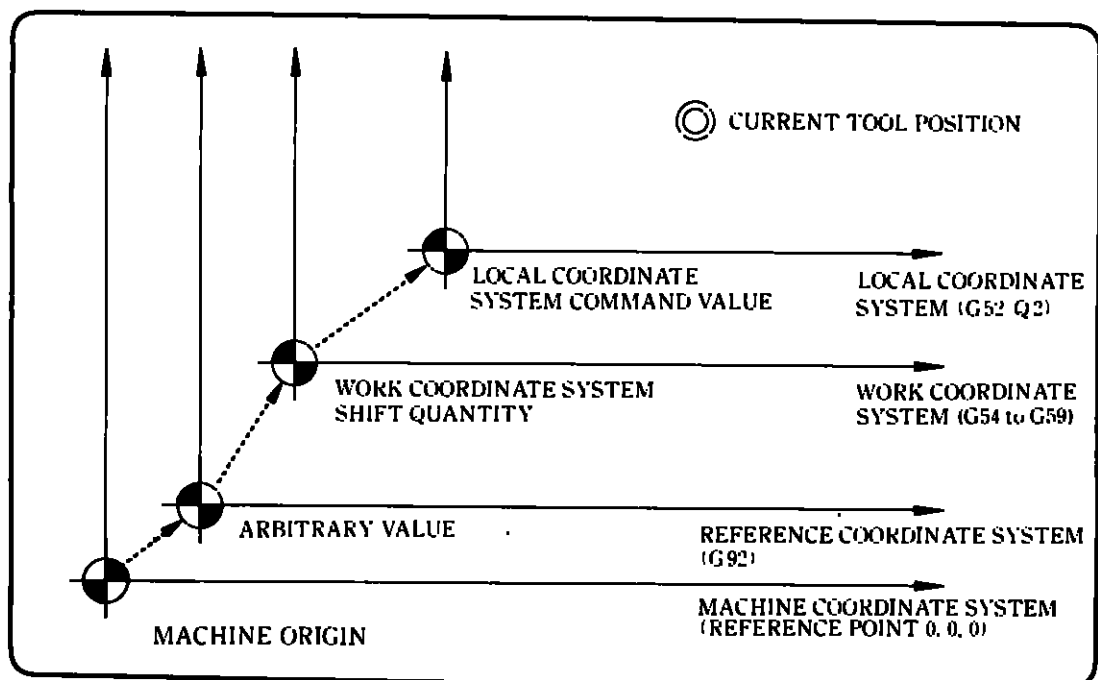 CURRENT TOOL POSITION
LOCAL COORDINATE
SYSTEM COMMAND VALUE
LOCAL COORDINATE
SYSTEM (G52 Q2)
WORK COORDINATE SYSTEM
SHIFT QUANTITY
WORK COORDINATE
SYSTEM (G54 to G59)
ARBITRARY VALUE
REFERENCE COORDINATE SYSTEM
(G92)
MACHINE ORIGIN
MACHINE COORDINATE SYSTEM
(REFERENCE POINT 0, 0, 0)